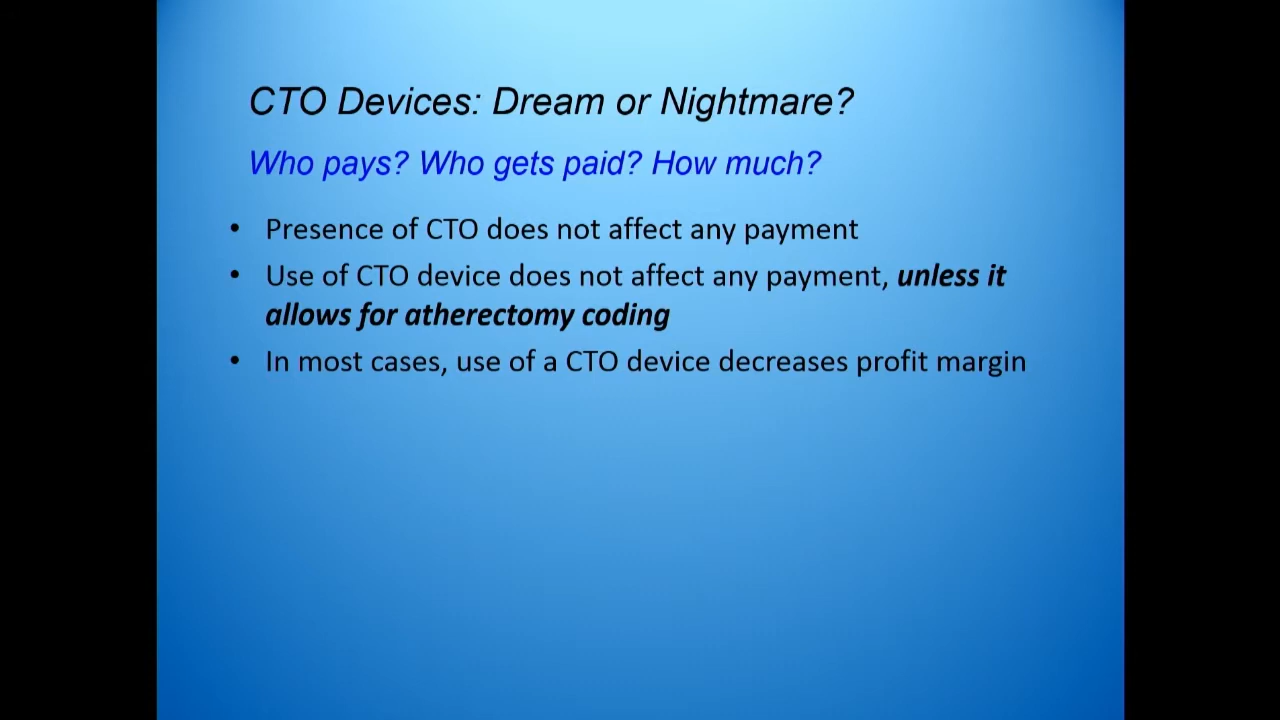 CTO Devices: Dream or Nightmare?
Who pays? Who gets paid? How much?
• Presence of CTO does not affect any payment
• Use of CTO device does not affect any payment, unless it
allows for atherectomy coding
• In most cases, use of a CTO device decreases profit margin